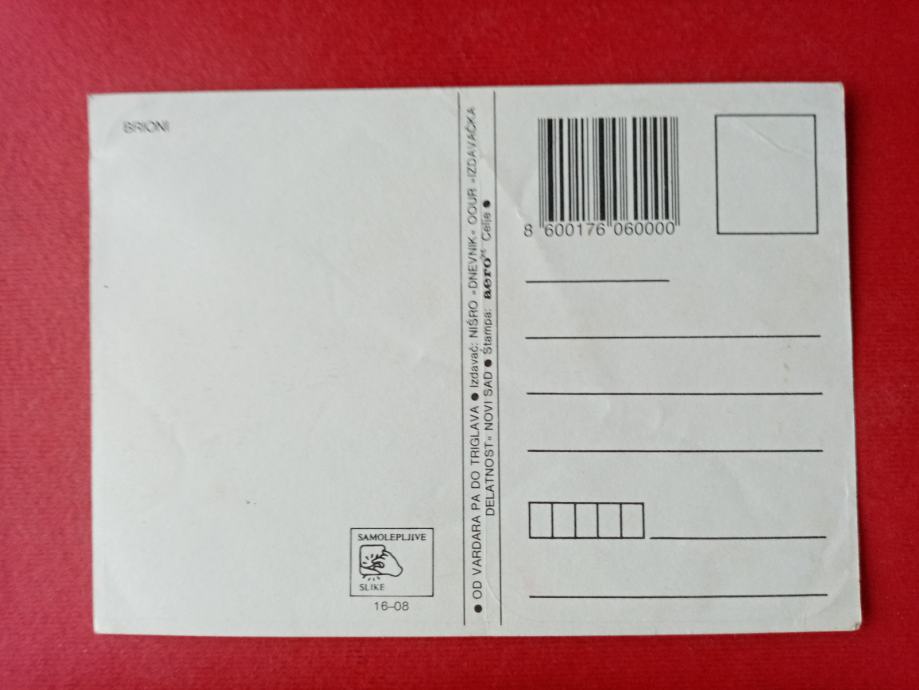 BRIONI
SAMOLEPLJIVE
SLIKE
16–08
● OD VARDARA PA DO TRIGLAVA ● Izdavač: NIŠRO »DNEVNIK« OOUR »IZDAVAČKA
DELATNOST« NOVI SAD ● Štampa: aero Celje ●
8 600176 060000